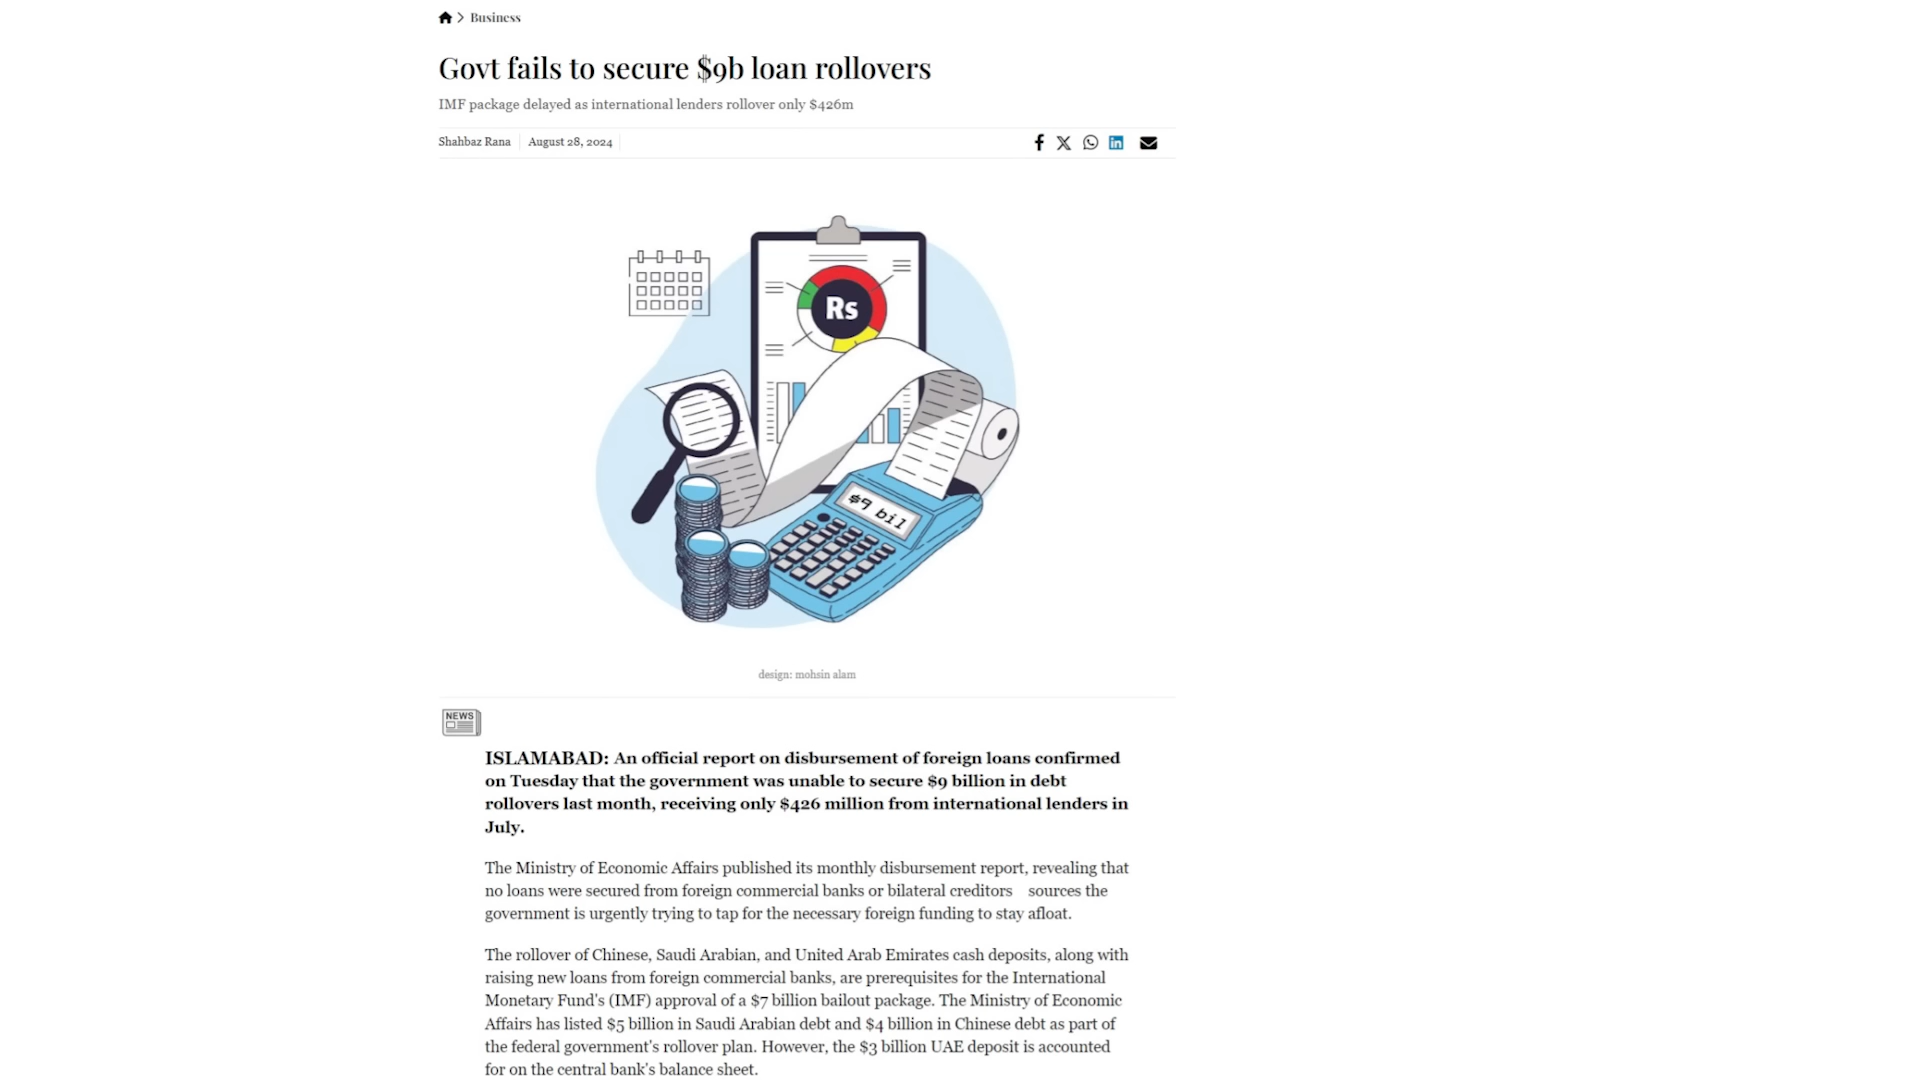 Business
Govt fails to secure $9b loan rollovers
IMF package delayed as international lenders rollover only $426m
Shahbaz Rana
August 28, 2024
Rs
$9 bil
design: mohsin alam
NEWS
ISLAMABAD: An official report on disbursement of foreign loans confirmed
on Tuesday that the government was unable to secure $9 billion in debt
rollovers last month, receiving only $426 million from international lenders in
July.
The Ministry of Economic Affairs published its monthly disbursement report, revealing that
no loans were secured from foreign commercial banks or bilateral creditors sources the
government is urgently trying to tap for the necessary foreign funding to stay afloat.
The rollover of Chinese, Saudi Arabian, and United Arab Emirates cash deposits, along with
raising new loans from foreign commercial banks, are prerequisites for the International
Monetary Fund's (IMF) approval of a $7 billion bailout package. The Ministry of Economic
Affairs has listed $5 billion in Saudi Arabian debt and $4 billion in Chinese debt as part of
the federal government's rollover plan. However, the $3 billion UAE deposit is accounted
for on the central bank's balance sheet.